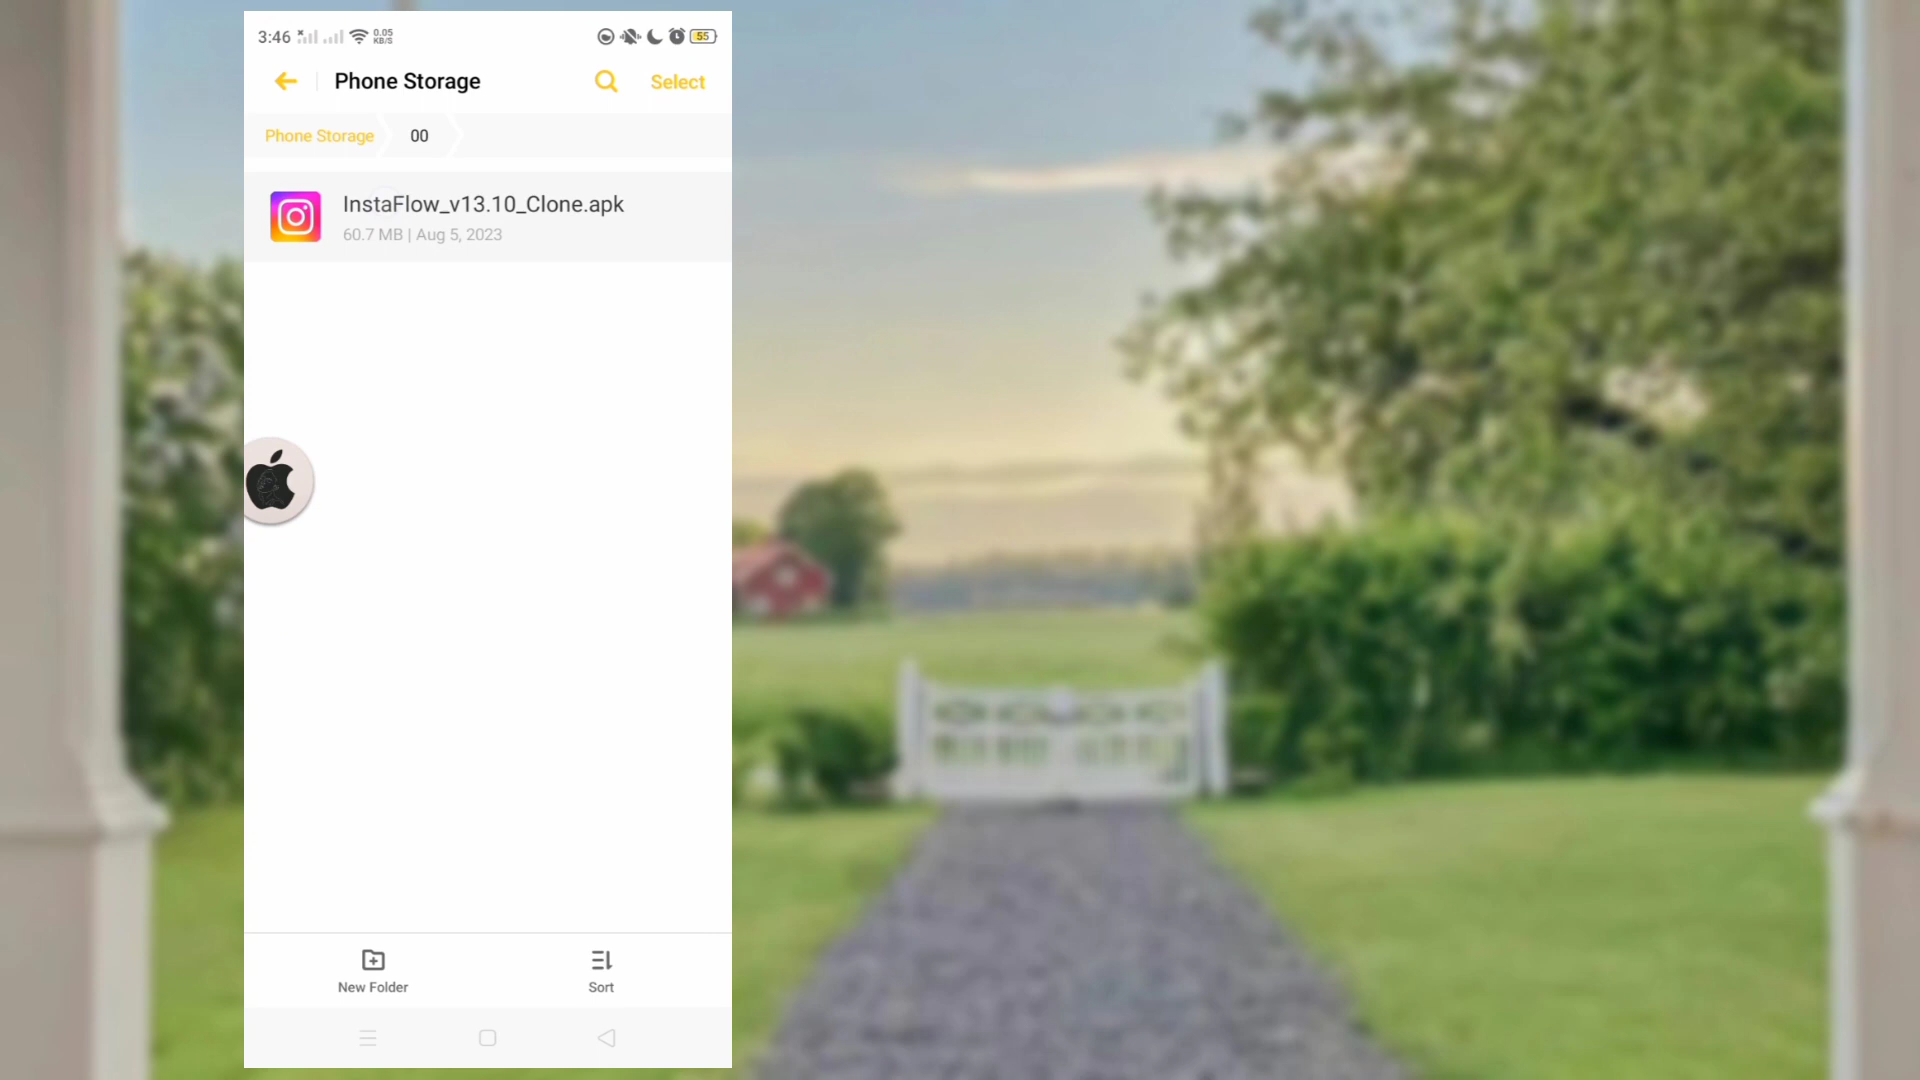 3:46 0.05 KB/S 55
Phone Storage Select
Phone Storage 00
InstaFlow_v13.10_Clone.apk
60.7 MB | Aug 5, 2023
New Folder Sort